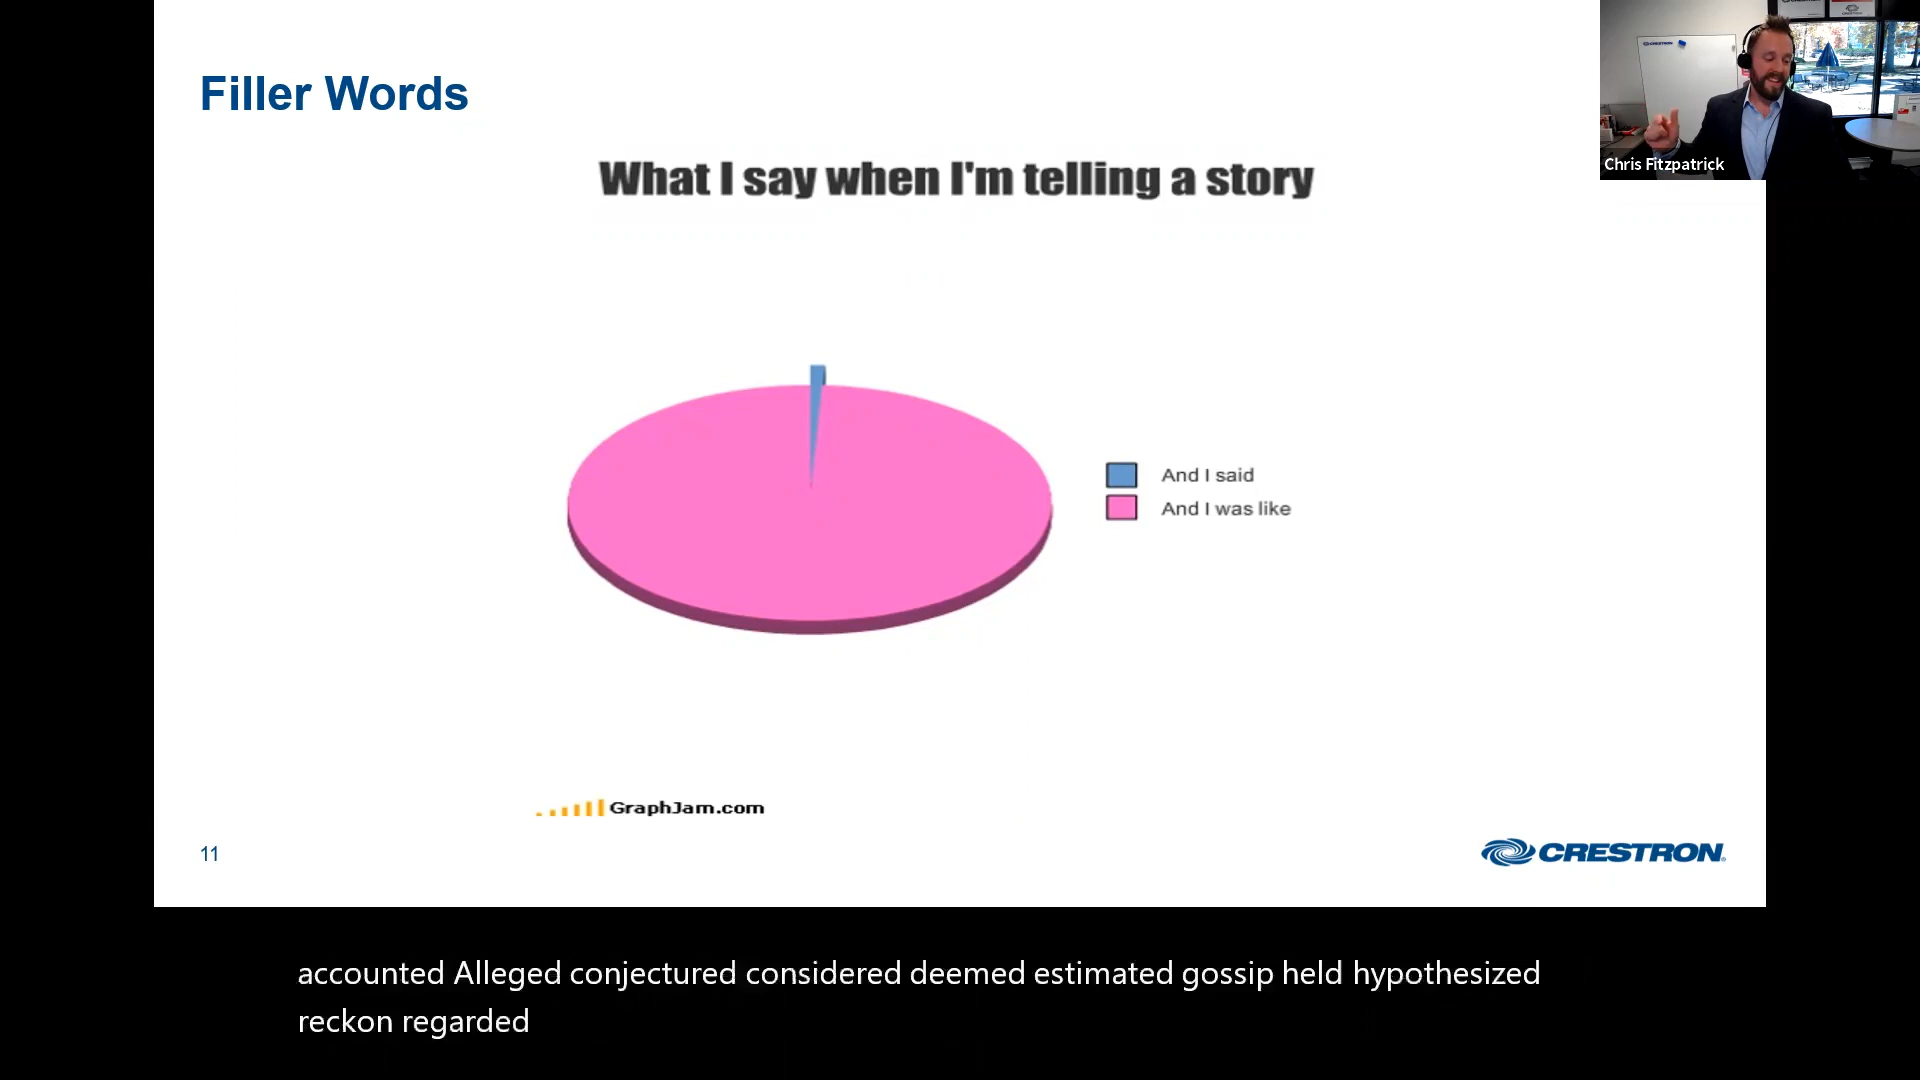 Filler Words
What I say when I'm telling a story
And I said
And I was like
GraphJam.com
11
CRESTRON
CRESTRON
Chris Fitzpatrick
accounted Alleged conjectured considered deemed estimated gossip held hypothesized
reckon regarded